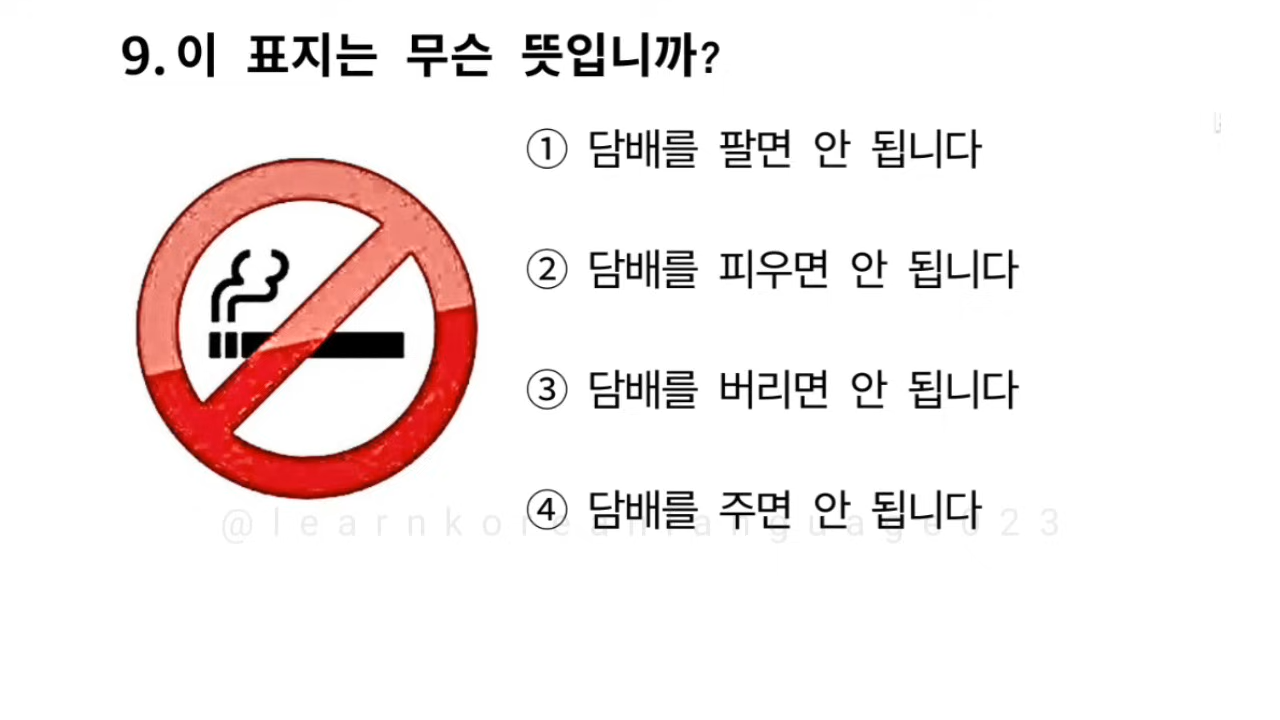 9. 이 표지는 무슨 뜻입니까?
① 담배를 팔면 안 됩니다
② 담배를 피우면 안 됩니다
③ 담배를 버리면 안 됩니다
④ 담배를 주면 안 됩니다
@learnkoreanlanguage023